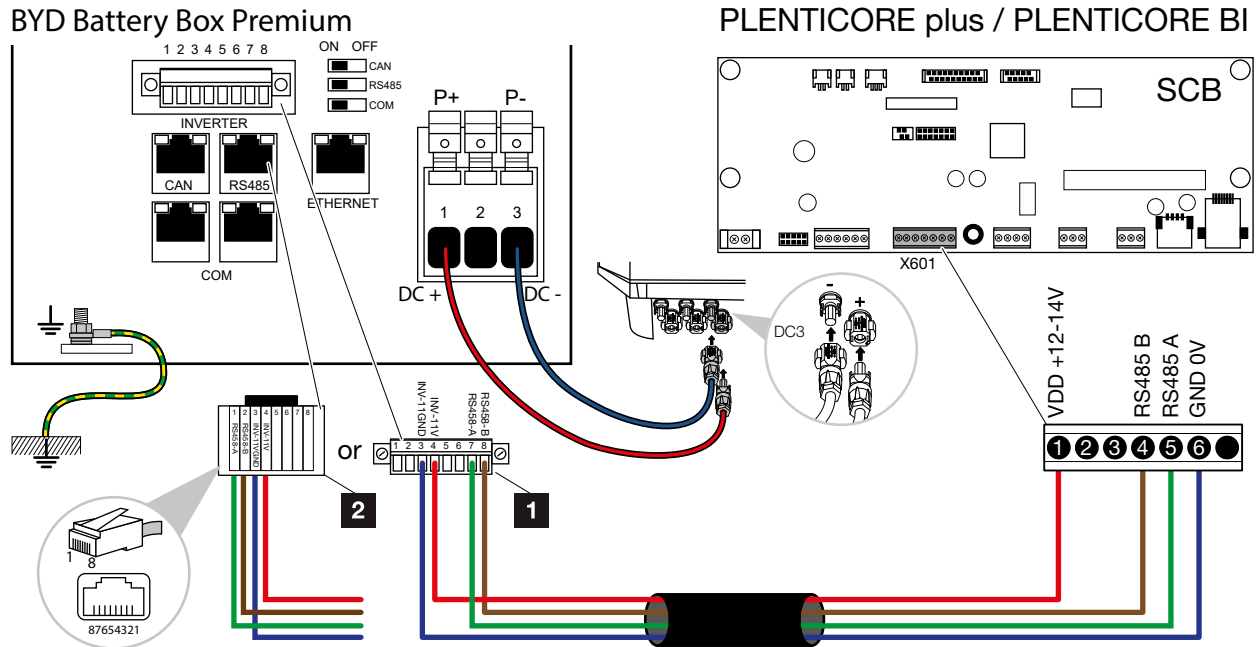 BYD Battery Box Premium
PLENTICORE plus / PLENTICORE BI
1 2 3 4 5 6 7 8
ON OFF
CAN
RS485
COM
INVERTER
CAN
RS485
ETHERNET
COM
P+
P-
1
2
3
DC +
DC -
SCB
X601
DC3
-
+
VDD +12-14V
RS485 B
RS485 A
GND 0V
1 2 3 4 5 6
1 2 3 4 5 6 7 8
RS458-A
RS458-B
INV-11VGND
INV-11V
or
INV-11GND
INV-11V
RS458-A
RS458-B
1 2 3 4 5 6 7 8
2
1
1
8
87654321